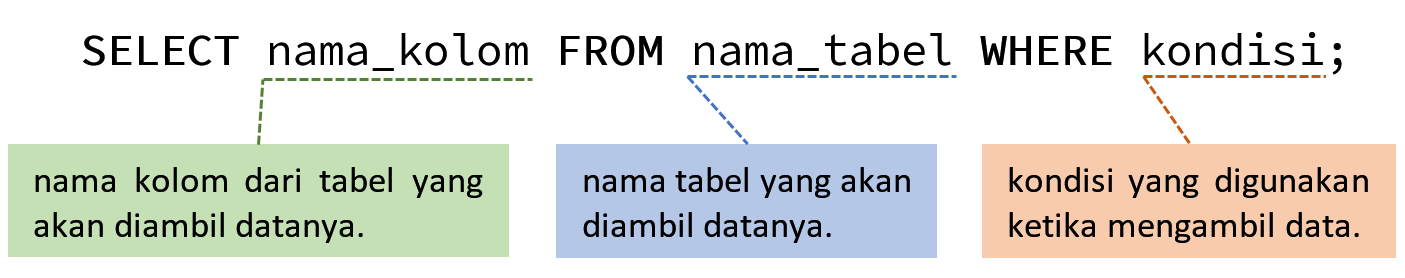 SELECT nama_kolom FROM nama_tabel WHERE kondisi;
nama kolom dari tabel yang
akan diambil datanya.
nama tabel yang akan
diambil datanya.
kondisi yang digunakan
ketika mengambil data.